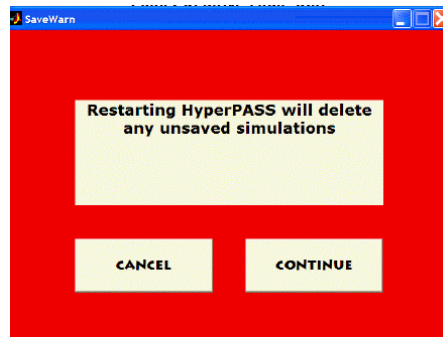 SaveWarn
Restarting HyperPASS will delete
any unsaved simulations
CANCEL
CONTINUE